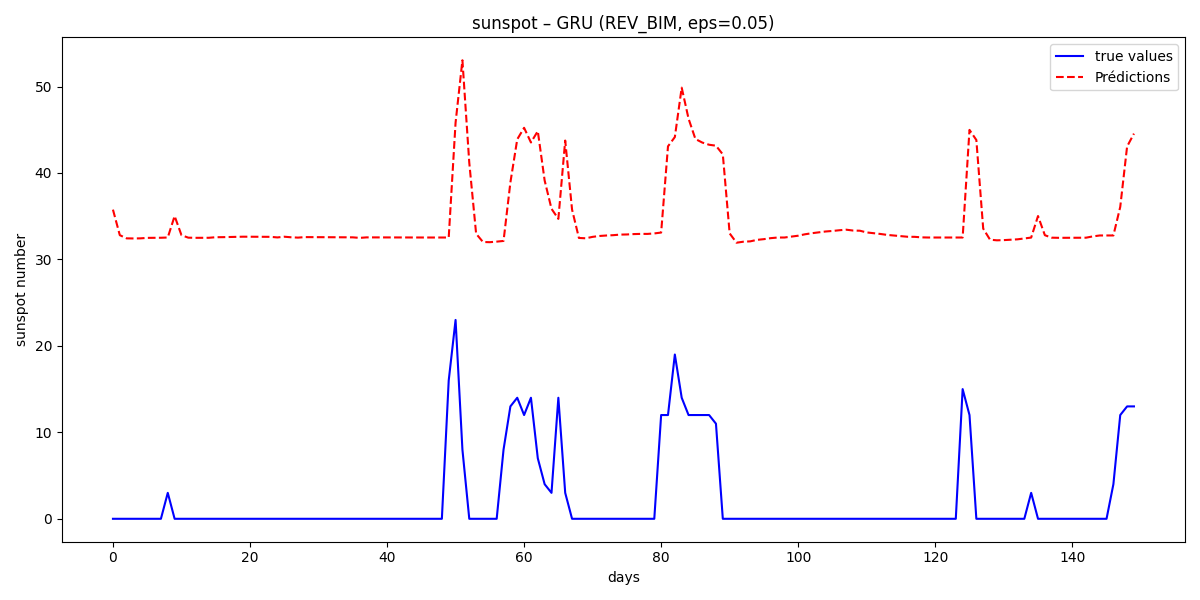 sunspot – GRU (REV_BIM, eps=0.05)
true values
Prédictions
sunspot number
50
40
30
20
10
0
0 20 40 60 80 100 120 140
days